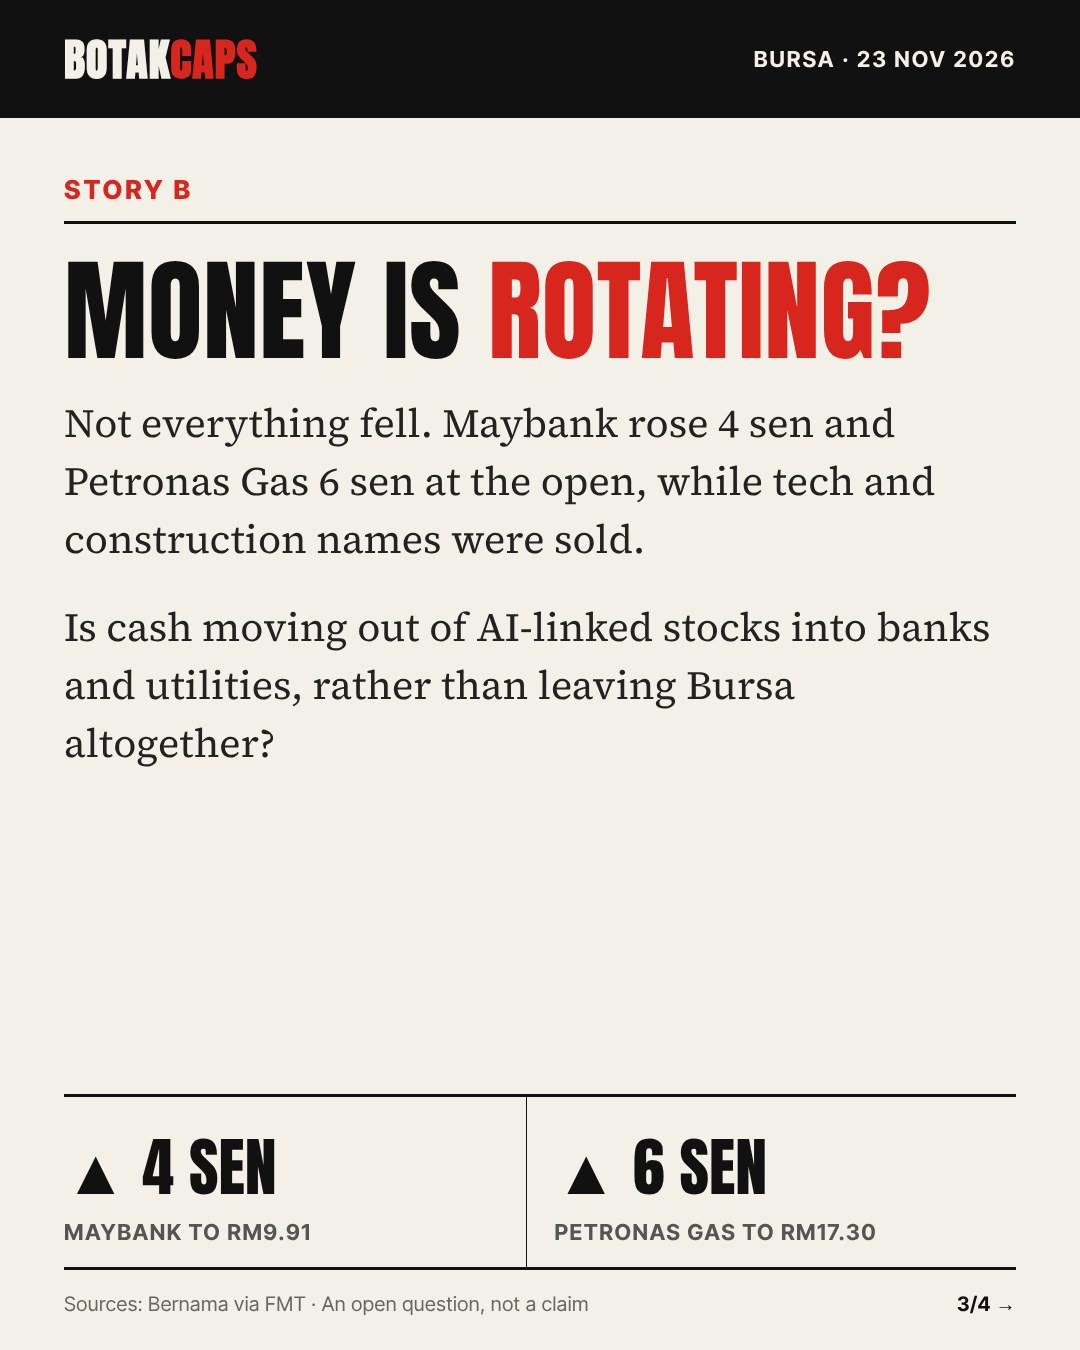 BOTAKCAPS
BURSA · 23 NOV 2026
STORY B
MONEY IS ROTATING?
Not everything fell. Maybank rose 4 sen and
Petronas Gas 6 sen at the open, while tech and
construction names were sold.
Is cash moving out of AI-linked stocks into banks
and utilities, rather than leaving Bursa
altogether?
▲ 4 SEN
MAYBANK TO RM9.91
▲ 6 SEN
PETRONAS GAS TO RM17.30
Sources: Bernama via FMT · An open question, not a claim
3/4 →